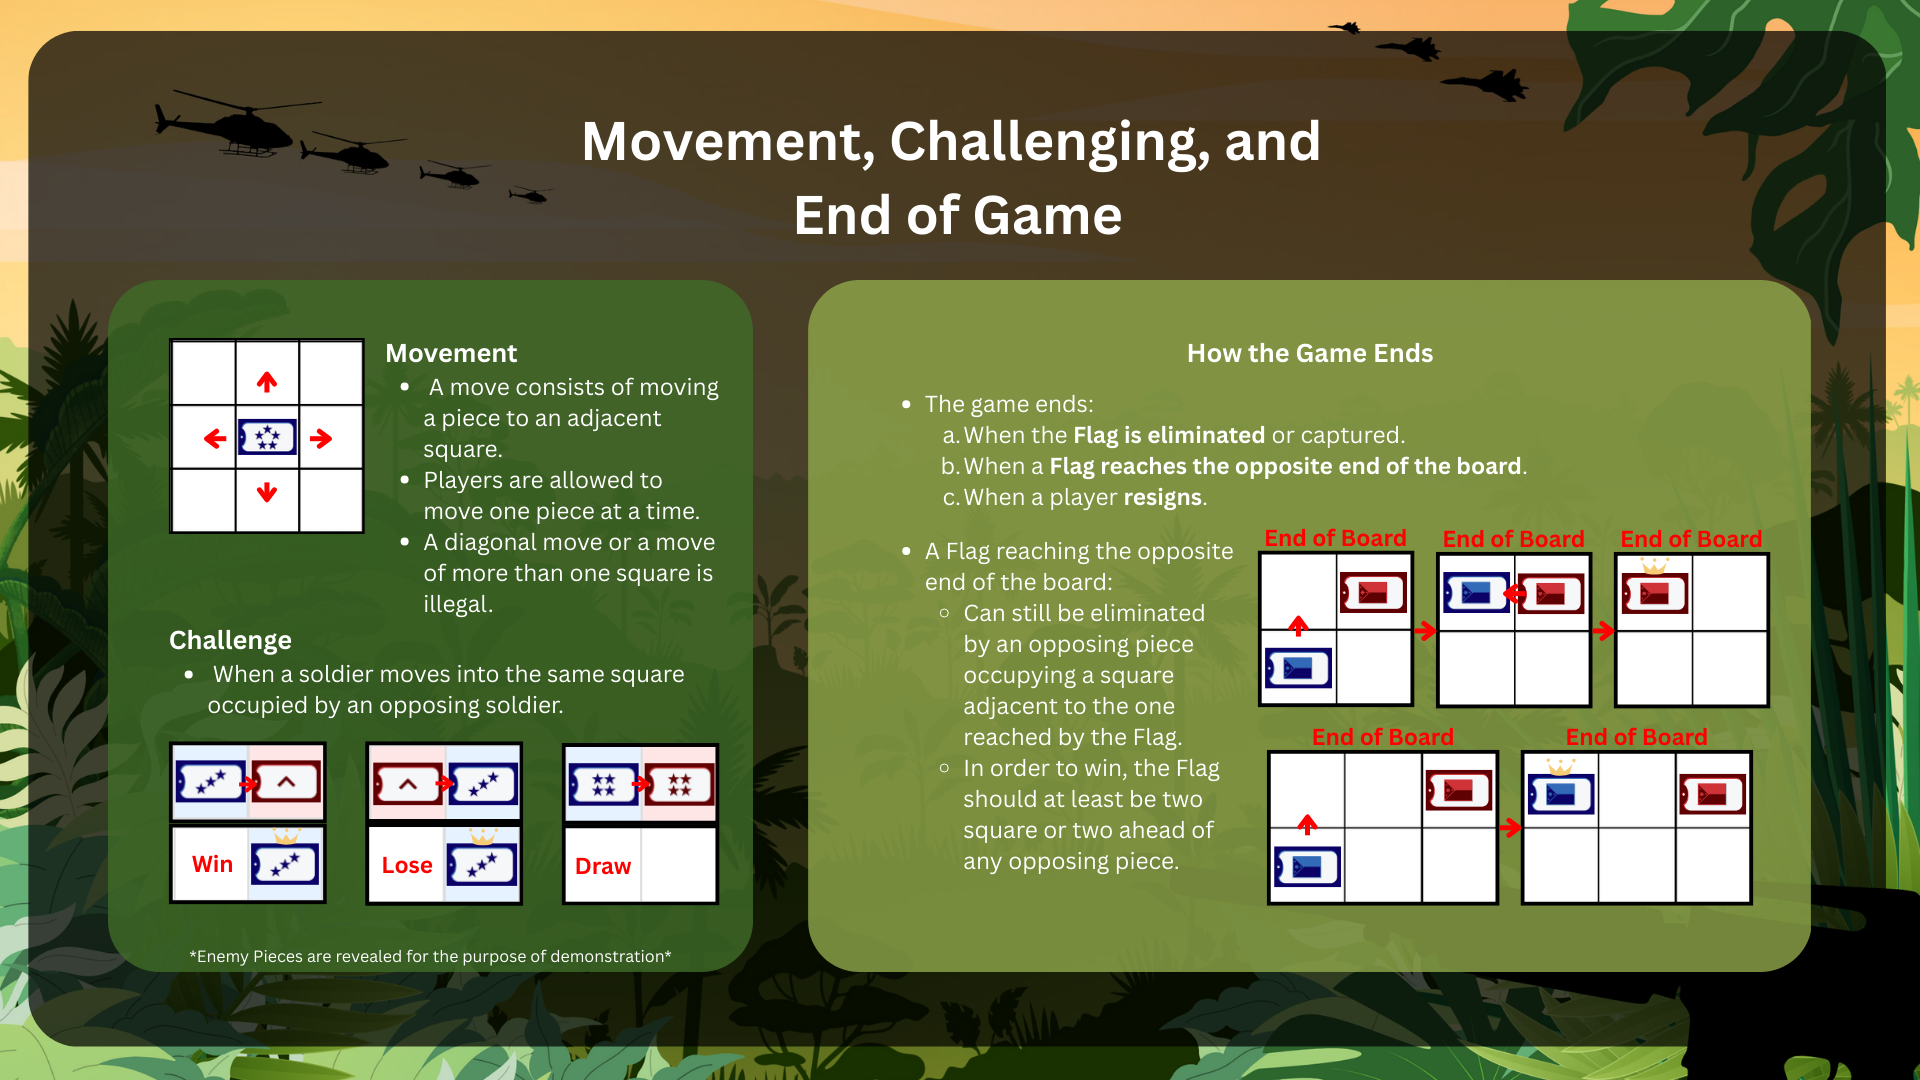 Movement, Challenging, and
End of Game
Movement
• A move consists of moving
a piece to an adjacent
square.
• Players are allowed to
move one piece at a time.
• A diagonal move or a move
of more than one square is
illegal.
Challenge
• When a soldier moves into the same square
occupied by an opposing soldier.
Win
Lose
Draw
*Enemy Pieces are revealed for the purpose of demonstration*
How the Game Ends
• The game ends:
a. When the Flag is eliminated or captured.
b. When a Flag reaches the opposite end of the board.
c. When a player resigns.
• A Flag reaching the opposite
end of the board:
○ Can still be eliminated
by an opposing piece
occupying a square
adjacent to the one
reached by the Flag.
○ In order to win, the Flag
should at least be two
square or two ahead of
any opposing piece.
End of Board
End of Board
End of Board
End of Board
End of Board